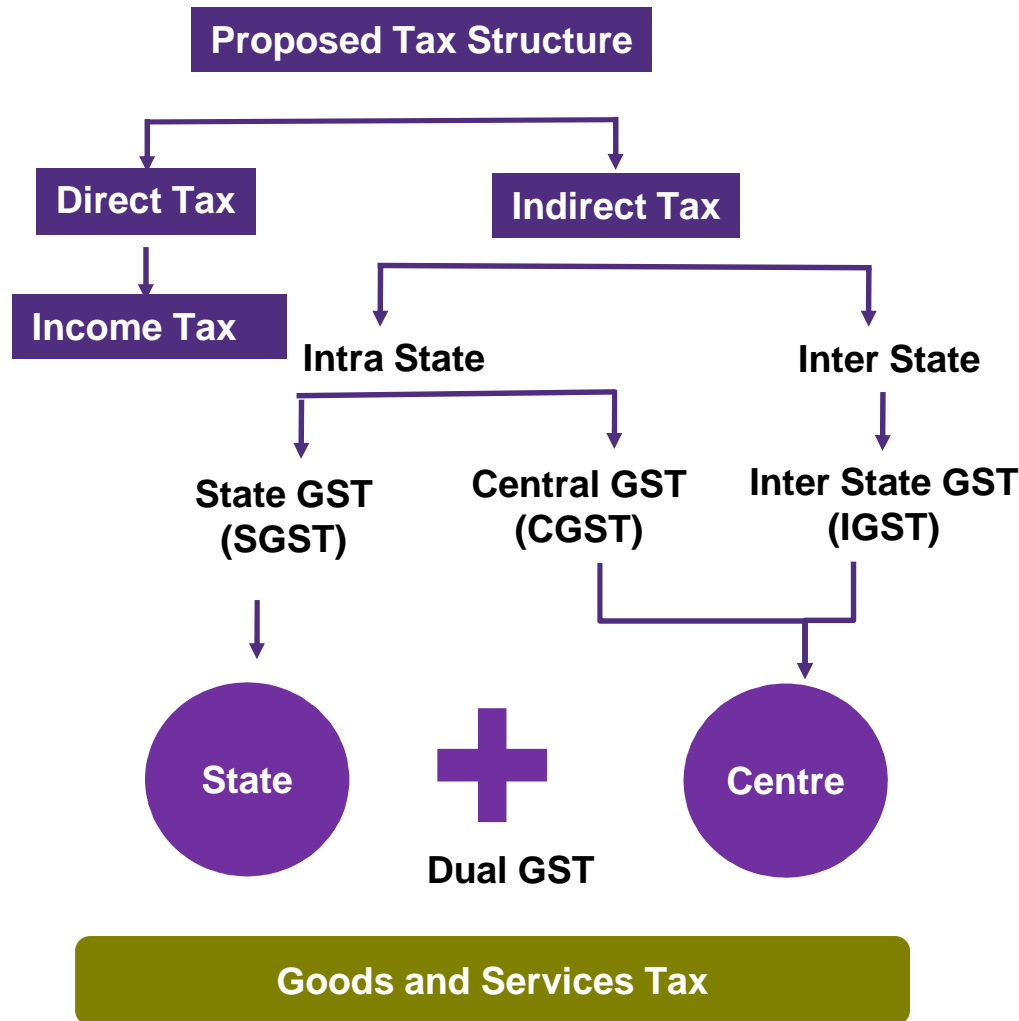 Proposed Tax Structure
Direct Tax
Indirect Tax
Income Tax
Intra State
Inter State
State GST
(SGST)
Central GST
(CGST)
Inter State GST
(IGST)
State
Centre
Dual GST
Goods and Services Tax